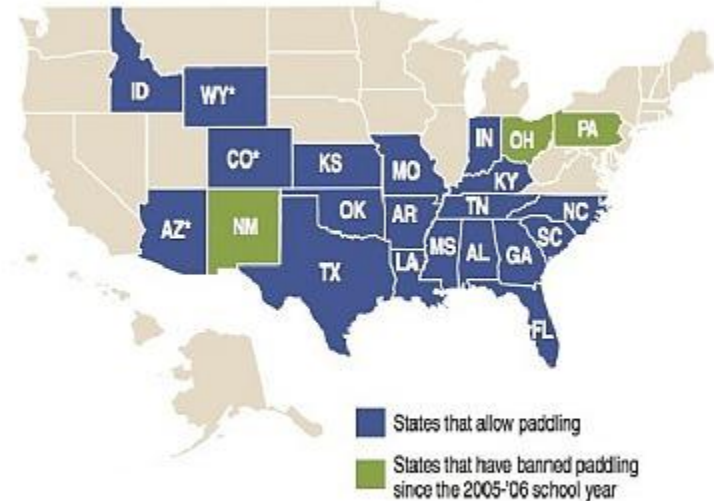 ID
WY*
CO*
KS
MO
IN
OH
PA
KY
AZ*
NM
OK
AR
TN
NC
TX
LA
MS
AL
GA
SC
FL
States that allow paddling
States that have banned paddling
since the 2005-'06 school year